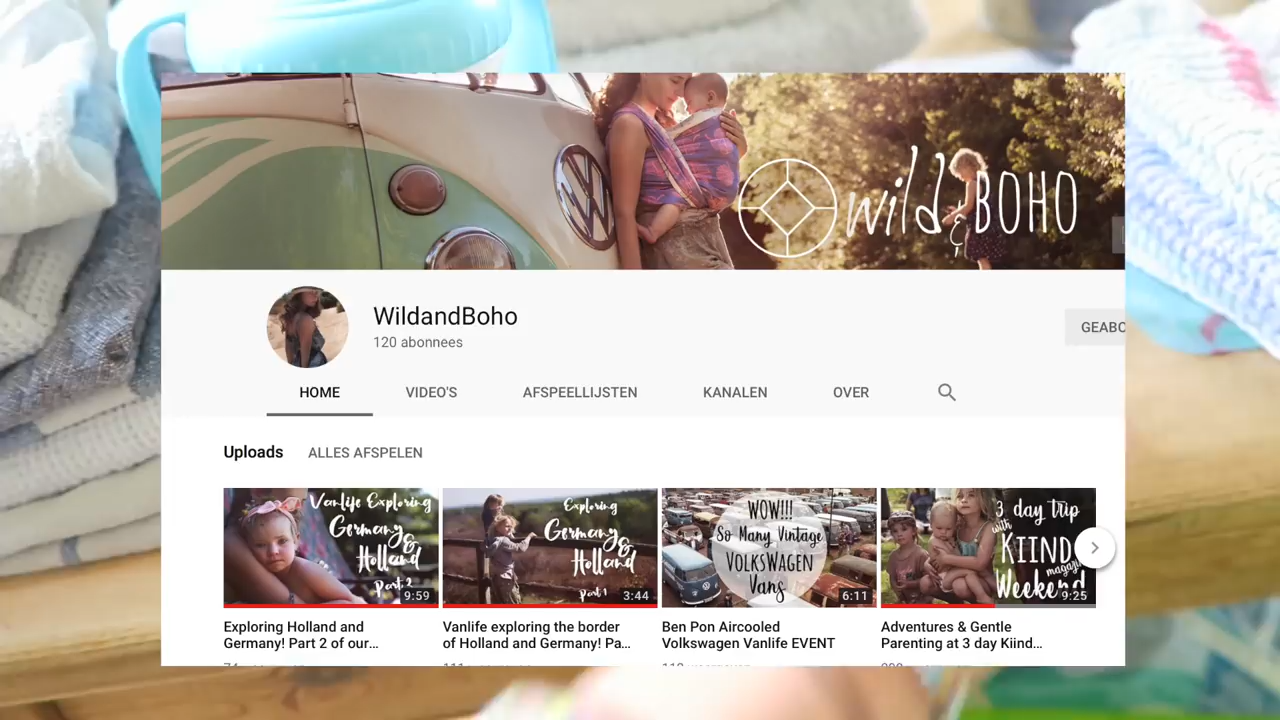 wild & BOHO
WildandBoho
120 abonnees
GEABO
HOME VIDEO'S AFSPEELLIJSTEN KANALEN OVER
Uploads ALLES AFSPELEN
Vanlife Exploring
Germany &
Holland
Part 2
9:59
Exploring
Germany &
Holland
Part 1
3:44
WOW!!!
So Many Vintage
VOLKSWAGEN
Vans
6:11
3 day trip
with
KIIND
magazine
Weekend
9:25
Exploring Holland and
Germany! Part 2 of our...
Vanlife exploring the border
of Holland and Germany! Pa...
Ben Pon Aircooled
Volkswagen Vanlife EVENT
Adventures & Gentle
Parenting at 3 day Kiind...